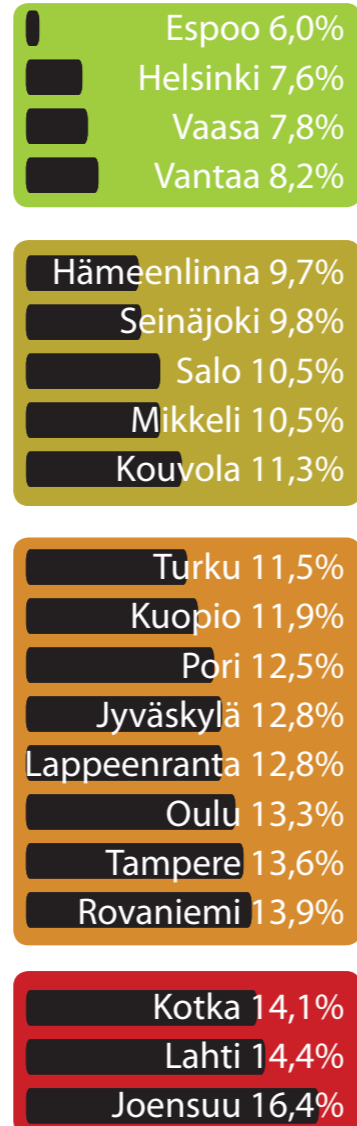 Espoo 6,0%
Helsinki 7,6%
Vaasa 7,8%
Vantaa 8,2%
Hämeenlinna 9,7%
Seinäjoki 9,8%
Salo 10,5%
Mikkeli 10,5%
Kouvola 11,3%
Turku 11,5%
Kuopio 11,9%
Pori 12,5%
Jyväskylä 12,8%
Lappeenranta 12,8%
Oulu 13,3%
Tampere 13,6%
Rovaniemi 13,9%
Kotka 14,1%
Lahti 14,4%
Joensuu 16,4%